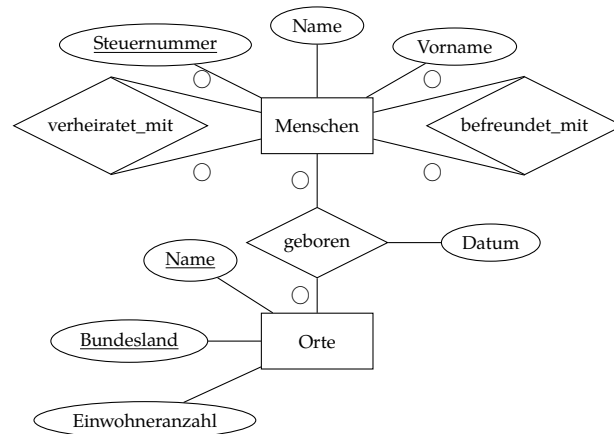 Name
Steuernummer
Vorname
verheiratet_mit
Menschen
befreundet_mit
geboren
Datum
Name
Bundesland
Orte
Einwohneranzahl